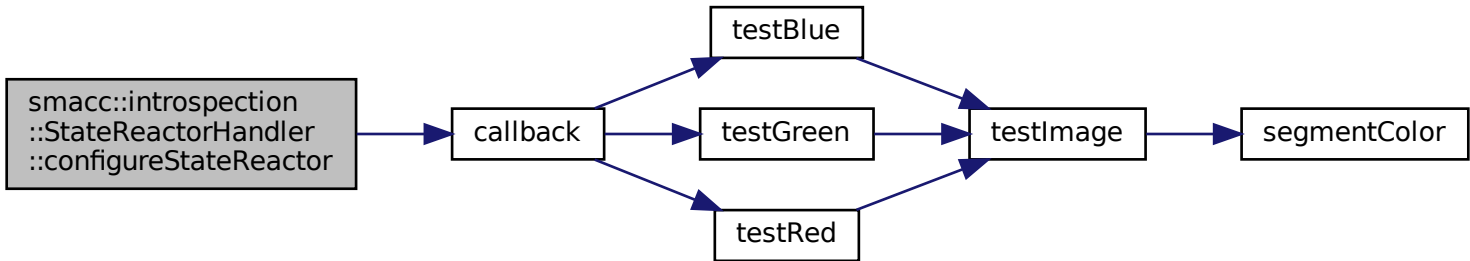 smacc::introspection
::StateReactorHandler
::configureStateReactor
callback
testBlue
testGreen
testRed
testImage
segmentColor